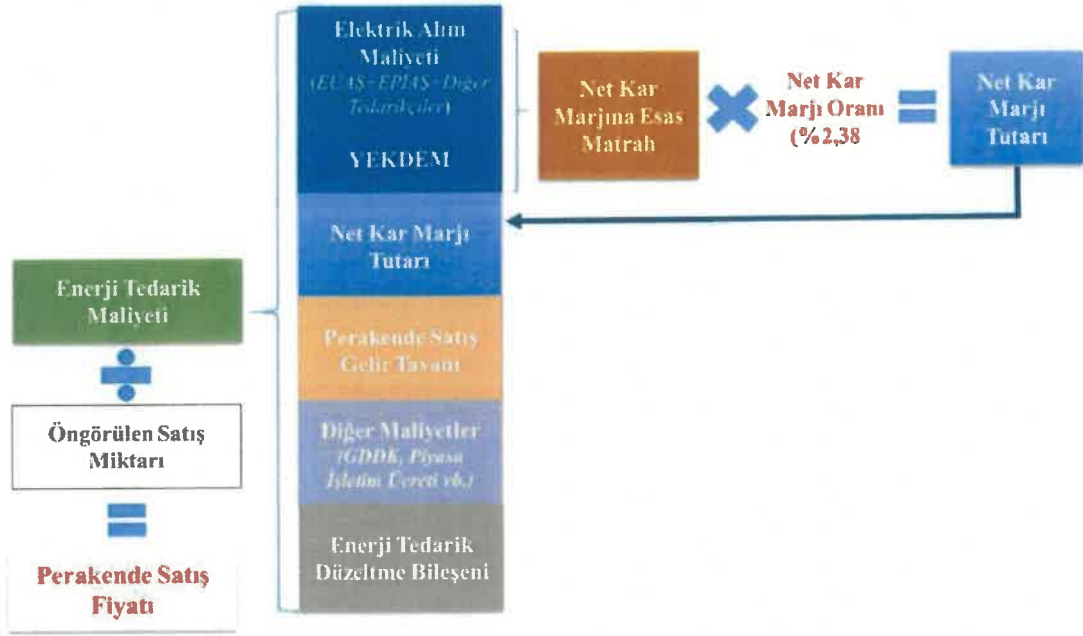 Elektrik Alım
Maliyeti
(EÜAŞ+EPİAŞ+Diğer
Tedarikçiler)
YEKDEM
Net Kar
Marjına Esas
Matrah
Net Kar
Marjı Oranı
(%2,38
Net Kar
Marjı
Tutarı
Net Kar Marjı
Tutarı
Enerji Tedarik
Maliyeti
Perakende Satış
Gelir Tavanı
Öngörülen Satış
Miktarı
Diğer Maliyetler
(GDDK, Piyasa
İşletim Ücreti vb.)
Enerji Tedarik
Düzeltme Bileşeni
Perakende Satış
Fiyatı